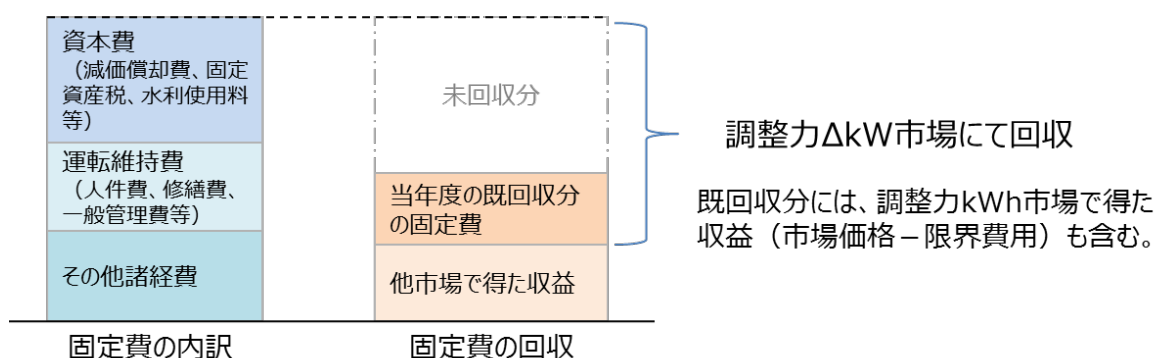 資本費
（減価償却費、固定
資産税、水利使用料
等）
運転維持費
（人件費、修繕費、
一般管理費等）
その他諸経費
固定費の内訳
未回収分
当年度の既回収分
の固定費
他市場で得た収益
固定費の回収
調整力ΔkW市場にて回収
既回収分には、調整力kWh市場で得た
収益（市場価格－限界費用）も含む。